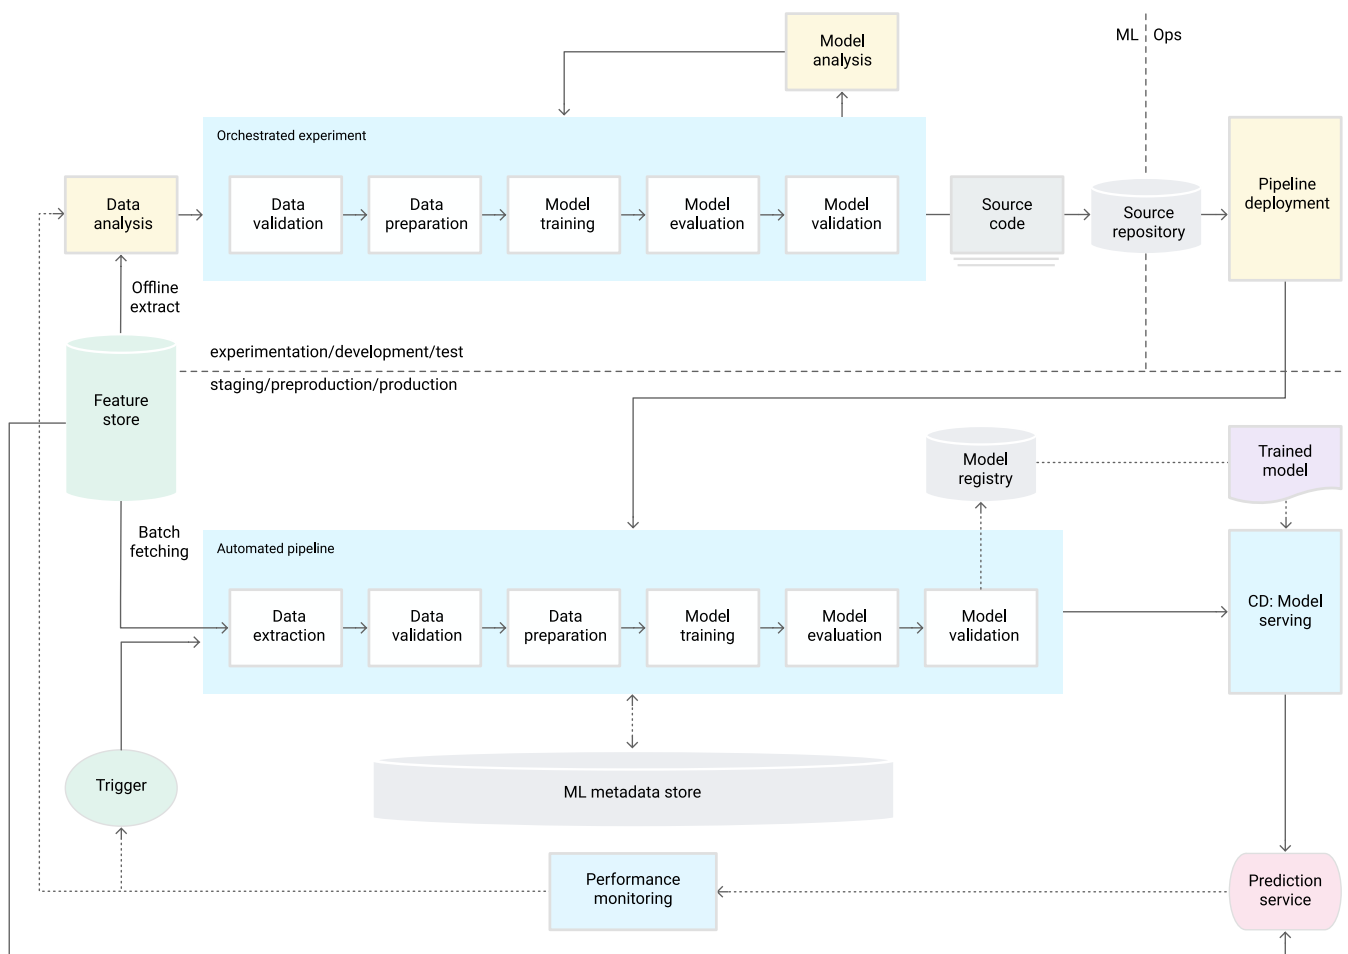 Model
analysis
ML
Ops
Orchestrated experiment
Data
analysis
Data
validation
Data
preparation
Model
training
Model
evaluation
Model
validation
Source
code
Source
repository
Pipeline
deployment
Offline
extract
experimentation/development/test
staging/preproduction/production
Feature
store
Model
registry
Trained
model
Batch
fetching
Automated pipeline
Data
extraction
Data
validation
Data
preparation
Model
training
Model
evaluation
Model
validation
CD: Model
serving
Trigger
ML metadata store
Performance
monitoring
Prediction
service